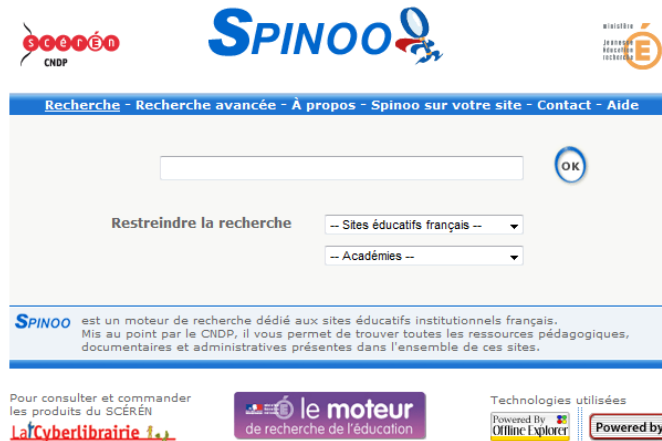 scérÉn
CNDP
SPINOO
ministère
jeunesse
éducation
recherche
Recherche - Recherche avancée - À propos - Spinoo sur votre site - Contact - Aide
OK
Restreindre la recherche
-- Sites éducatifs français --
-- Académies --
SPINOO est un moteur de recherche dédié aux sites éducatifs institutionnels français.
Mis au point par le CNDP, il vous permet de trouver toutes les ressources pédagogiques,
documentaires et administratives présentes dans l'ensemble de ces sites.
Pour consulter et commander
les produits du SCÉRÉN
LaCyberlibrairie
le moteur
de recherche de l'éducation
Technologies utilisées
Powered By
Offline Explorer
Powered by